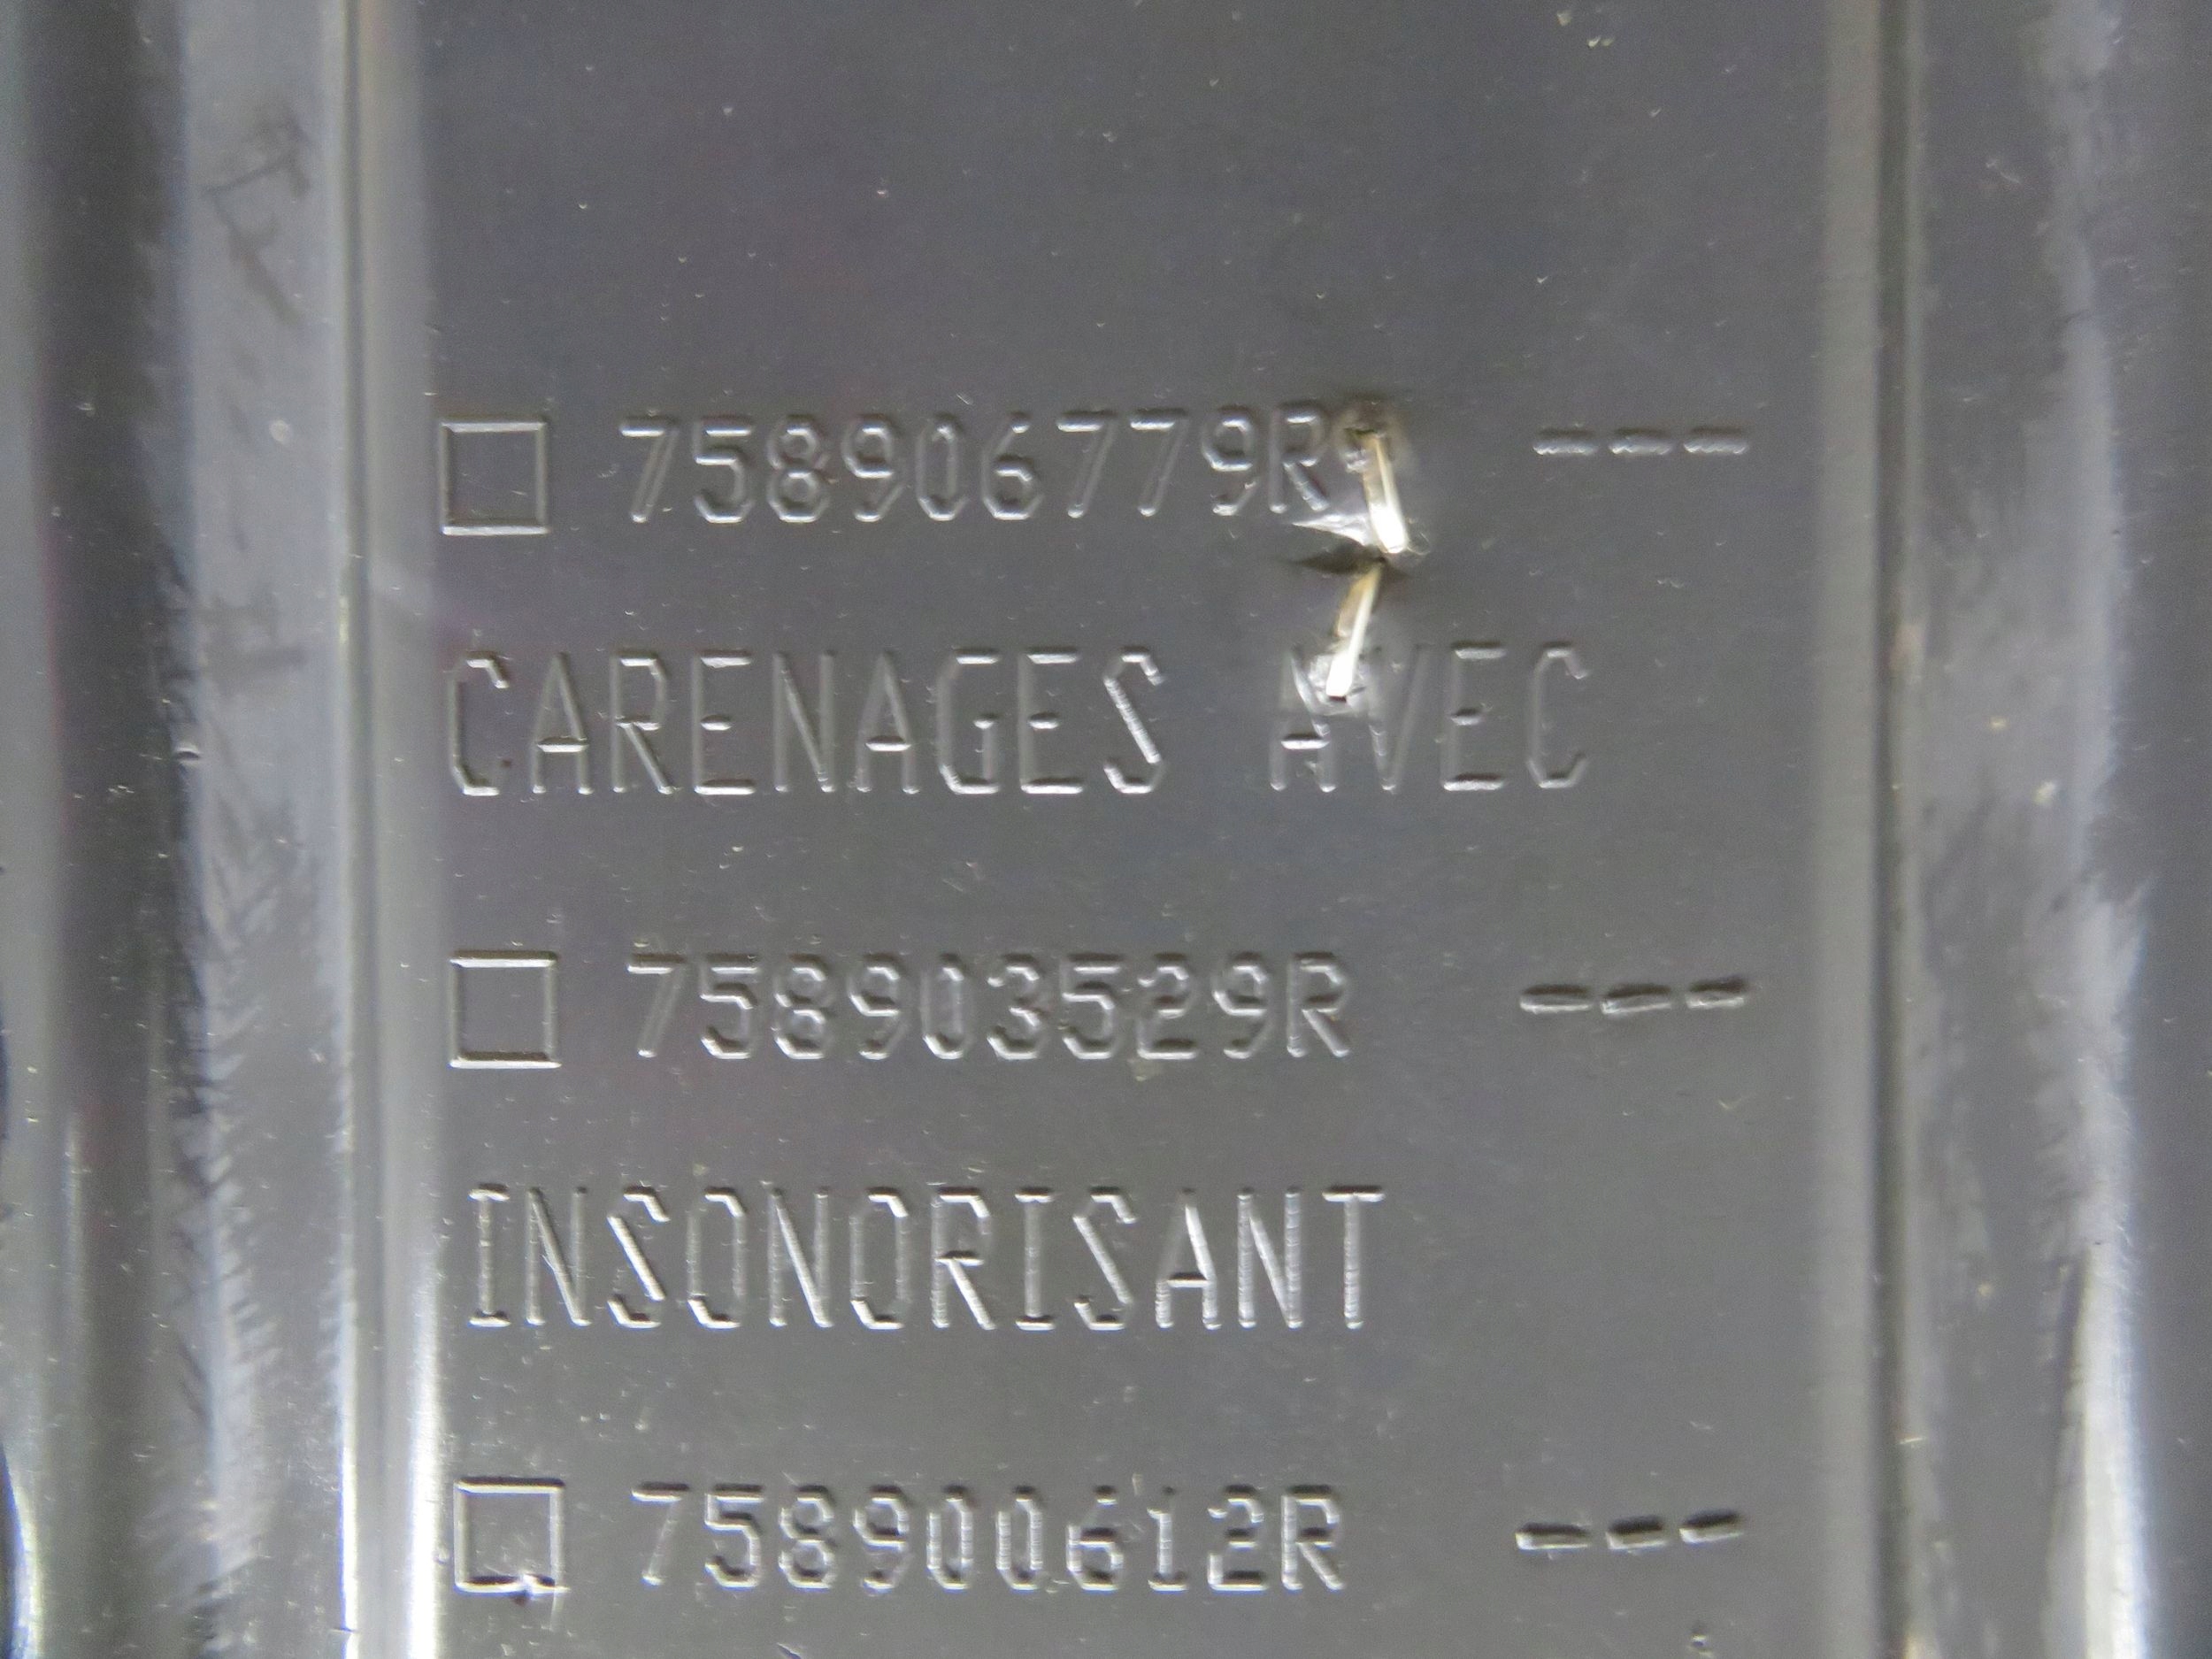 □ 758906779R ---
CARENAGES AVEC
□ 758903529R ---
INSONORISANT
□ 758900612R ---